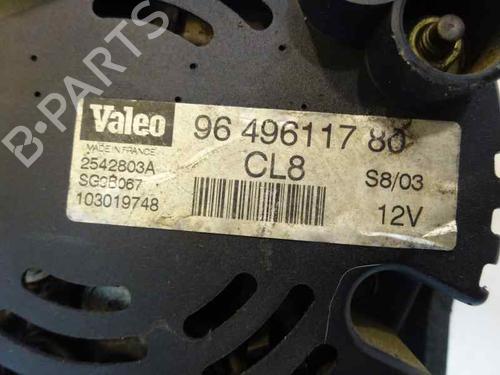 B-PARTS
Valeo
96 496117 80
MADE IN FRANCE
2542803A
CL8
S8/03
SG9B067
103019748
12V